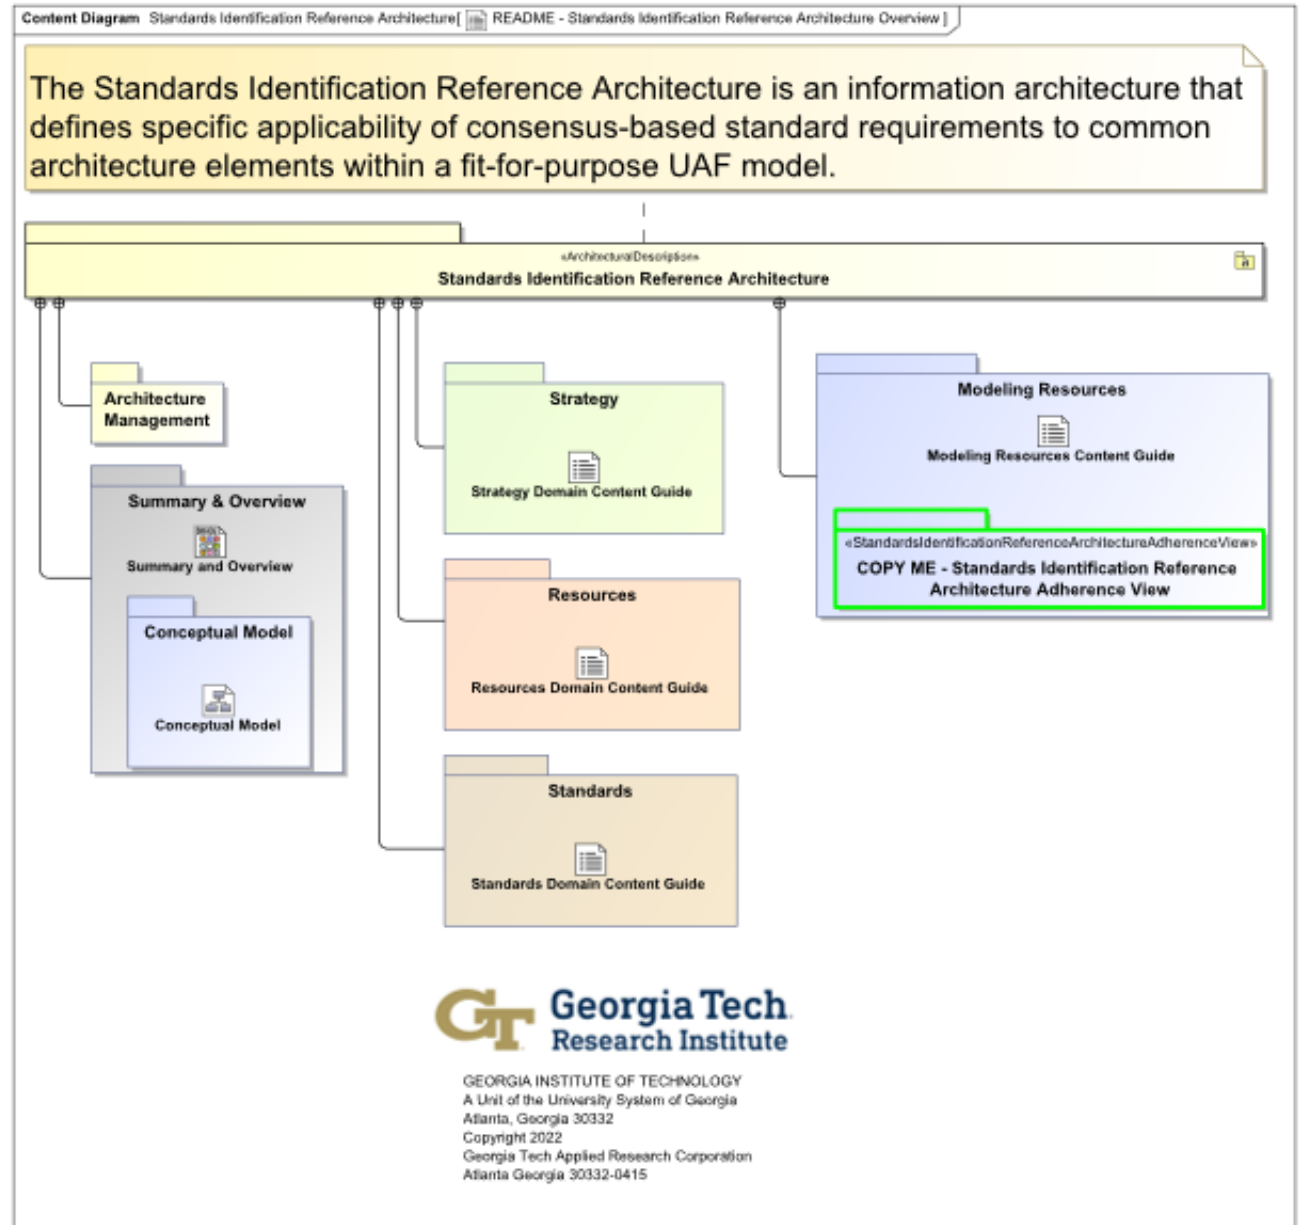 Content Diagram Standards Identification Reference Architecture[ README - Standards Identification Reference Architecture Overview ]
The Standards Identification Reference Architecture is an information architecture that
defines specific applicability of consensus-based standard requirements to common
architecture elements within a fit-for-purpose UAF model.
«ArchitecturalDescription»
Standards Identification Reference Architecture
Architecture
Management
Summary & Overview
Summary and Overview
Conceptual Model
Conceptual Model
Strategy
Strategy Domain Content Guide
Resources
Resources Domain Content Guide
Standards
Standards Domain Content Guide
Modeling Resources
Modeling Resources Content Guide
«StandardsIdentificationReferenceArchitectureAdherenceView»
COPY ME - Standards Identification Reference
Architecture Adherence View
GT
Georgia Tech
Research Institute
GEORGIA INSTITUTE OF TECHNOLOGY
A Unit of the University System of Georgia
Atlanta, Georgia 30332
Copyright 2022
Georgia Tech Applied Research Corporation
Atlanta Georgia 30332-0415